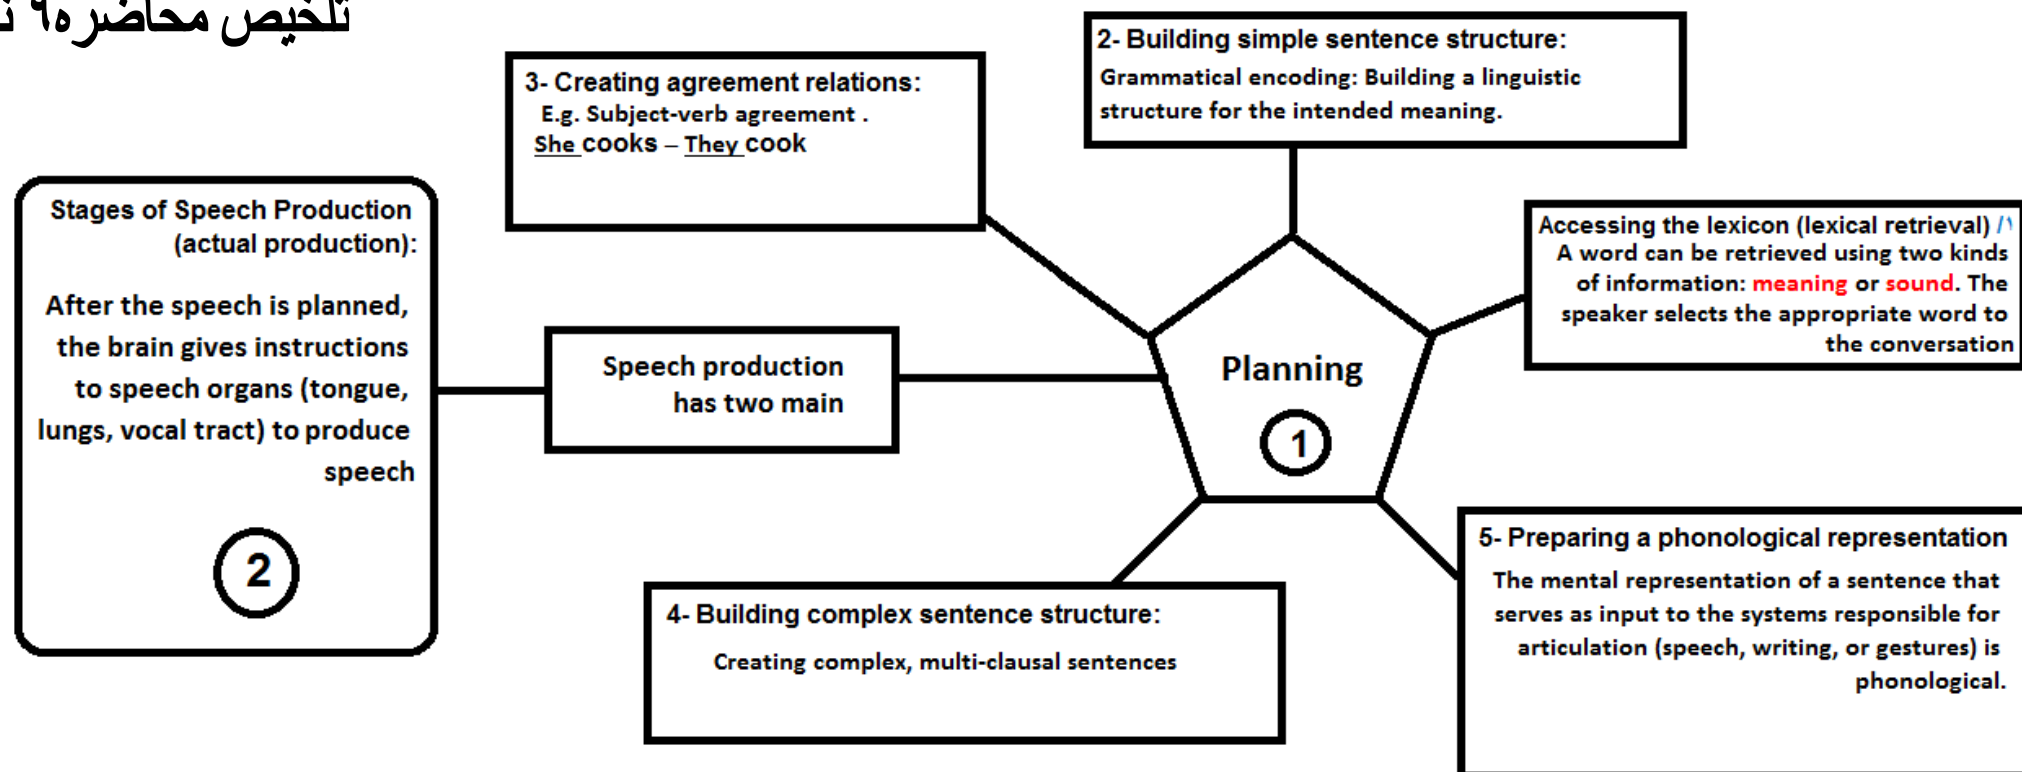 تلخيص محاضره٩
2- Building simple sentence structure:
Grammatical encoding: Building a linguistic
structure for the intended meaning.
3- Creating agreement relations:
E.g. Subject-verb agreement .
She cooks – They cook
Stages of Speech Production
(actual production):
After the speech is planned,
the brain gives instructions
to speech organs (tongue,
lungs, vocal tract) to produce
speech
2
Speech production
has two main
Planning
1
Accessing the lexicon (lexical retrieval) /١
A word can be retrieved using two kinds
of information: meaning or sound. The
speaker selects the appropriate word to
the conversation
4- Building complex sentence structure:
Creating complex, multi-clausal sentences
5- Preparing a phonological representation
The mental representation of a sentence that
serves as input to the systems responsible for
articulation (speech, writing, or gestures) is
phonological.